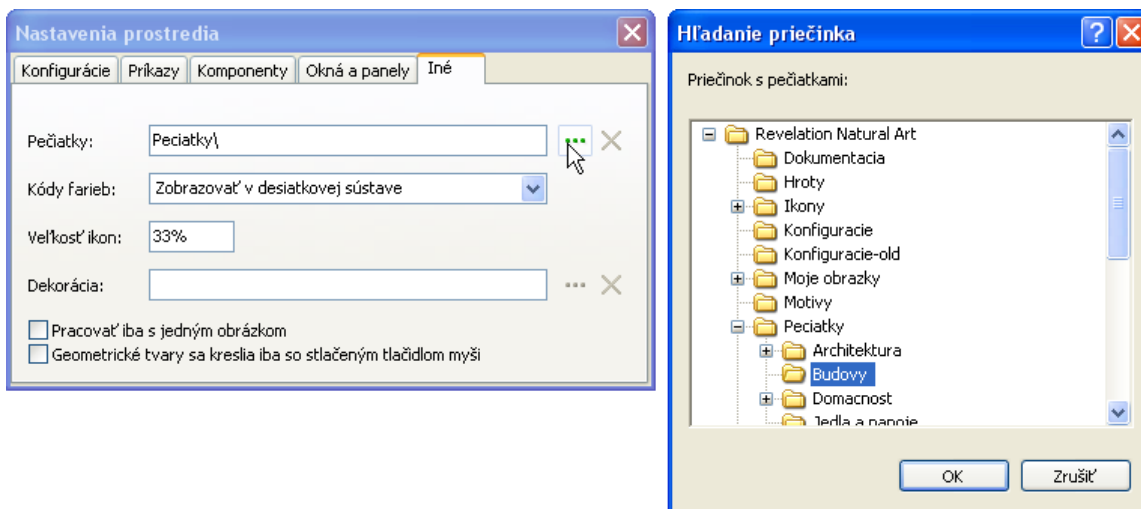 Nastavenia prostredia
Konfigurácie Príkazy Komponenty Okná a panely Iné
Pečiatky: Peciatky\ ...
Kódy farieb: Zobrazovať v desiatkovej sústave
Veľkosť ikon: 33%
Dekorácia: ...
Pracovať iba s jedným obrázkom
Geometrické tvary sa kreslia iba so stlačeným tlačidlom myši
Hľadanie priečinka
Priečinok s pečiatkami:
Revelation Natural Art
Dokumentacia
Hroty
Ikony
Konfiguracie
Konfiguracie-old
Moje obrazky
Motivy
Peciatky
Architektura
Budovy
Domacnost
Jedla a napoje
OK Zrušiť